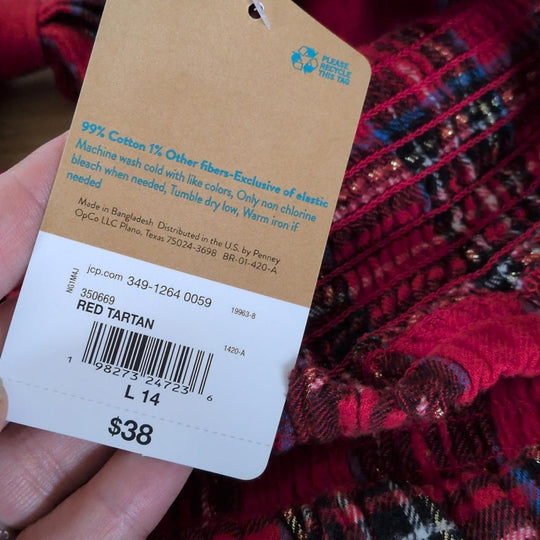 PLEASE
RECYCLE
THIS TAG
99% Cotton 1% Other fibers-Exclusive of elastic
Machine wash cold with like colors, Only non chlorine
bleach when needed, Tumble dry low, Warm iron if
needed
Made in Bangladesh Distributed in the U.S. by Penney
OpCo LLC Plano, Texas 75024-3698 BR-01-420-A
NG1M4J
jcp.com 349-1264 0059
19963-8
350669
RED TARTAN
1420-A
1 98273 24723 6
L 14
$38